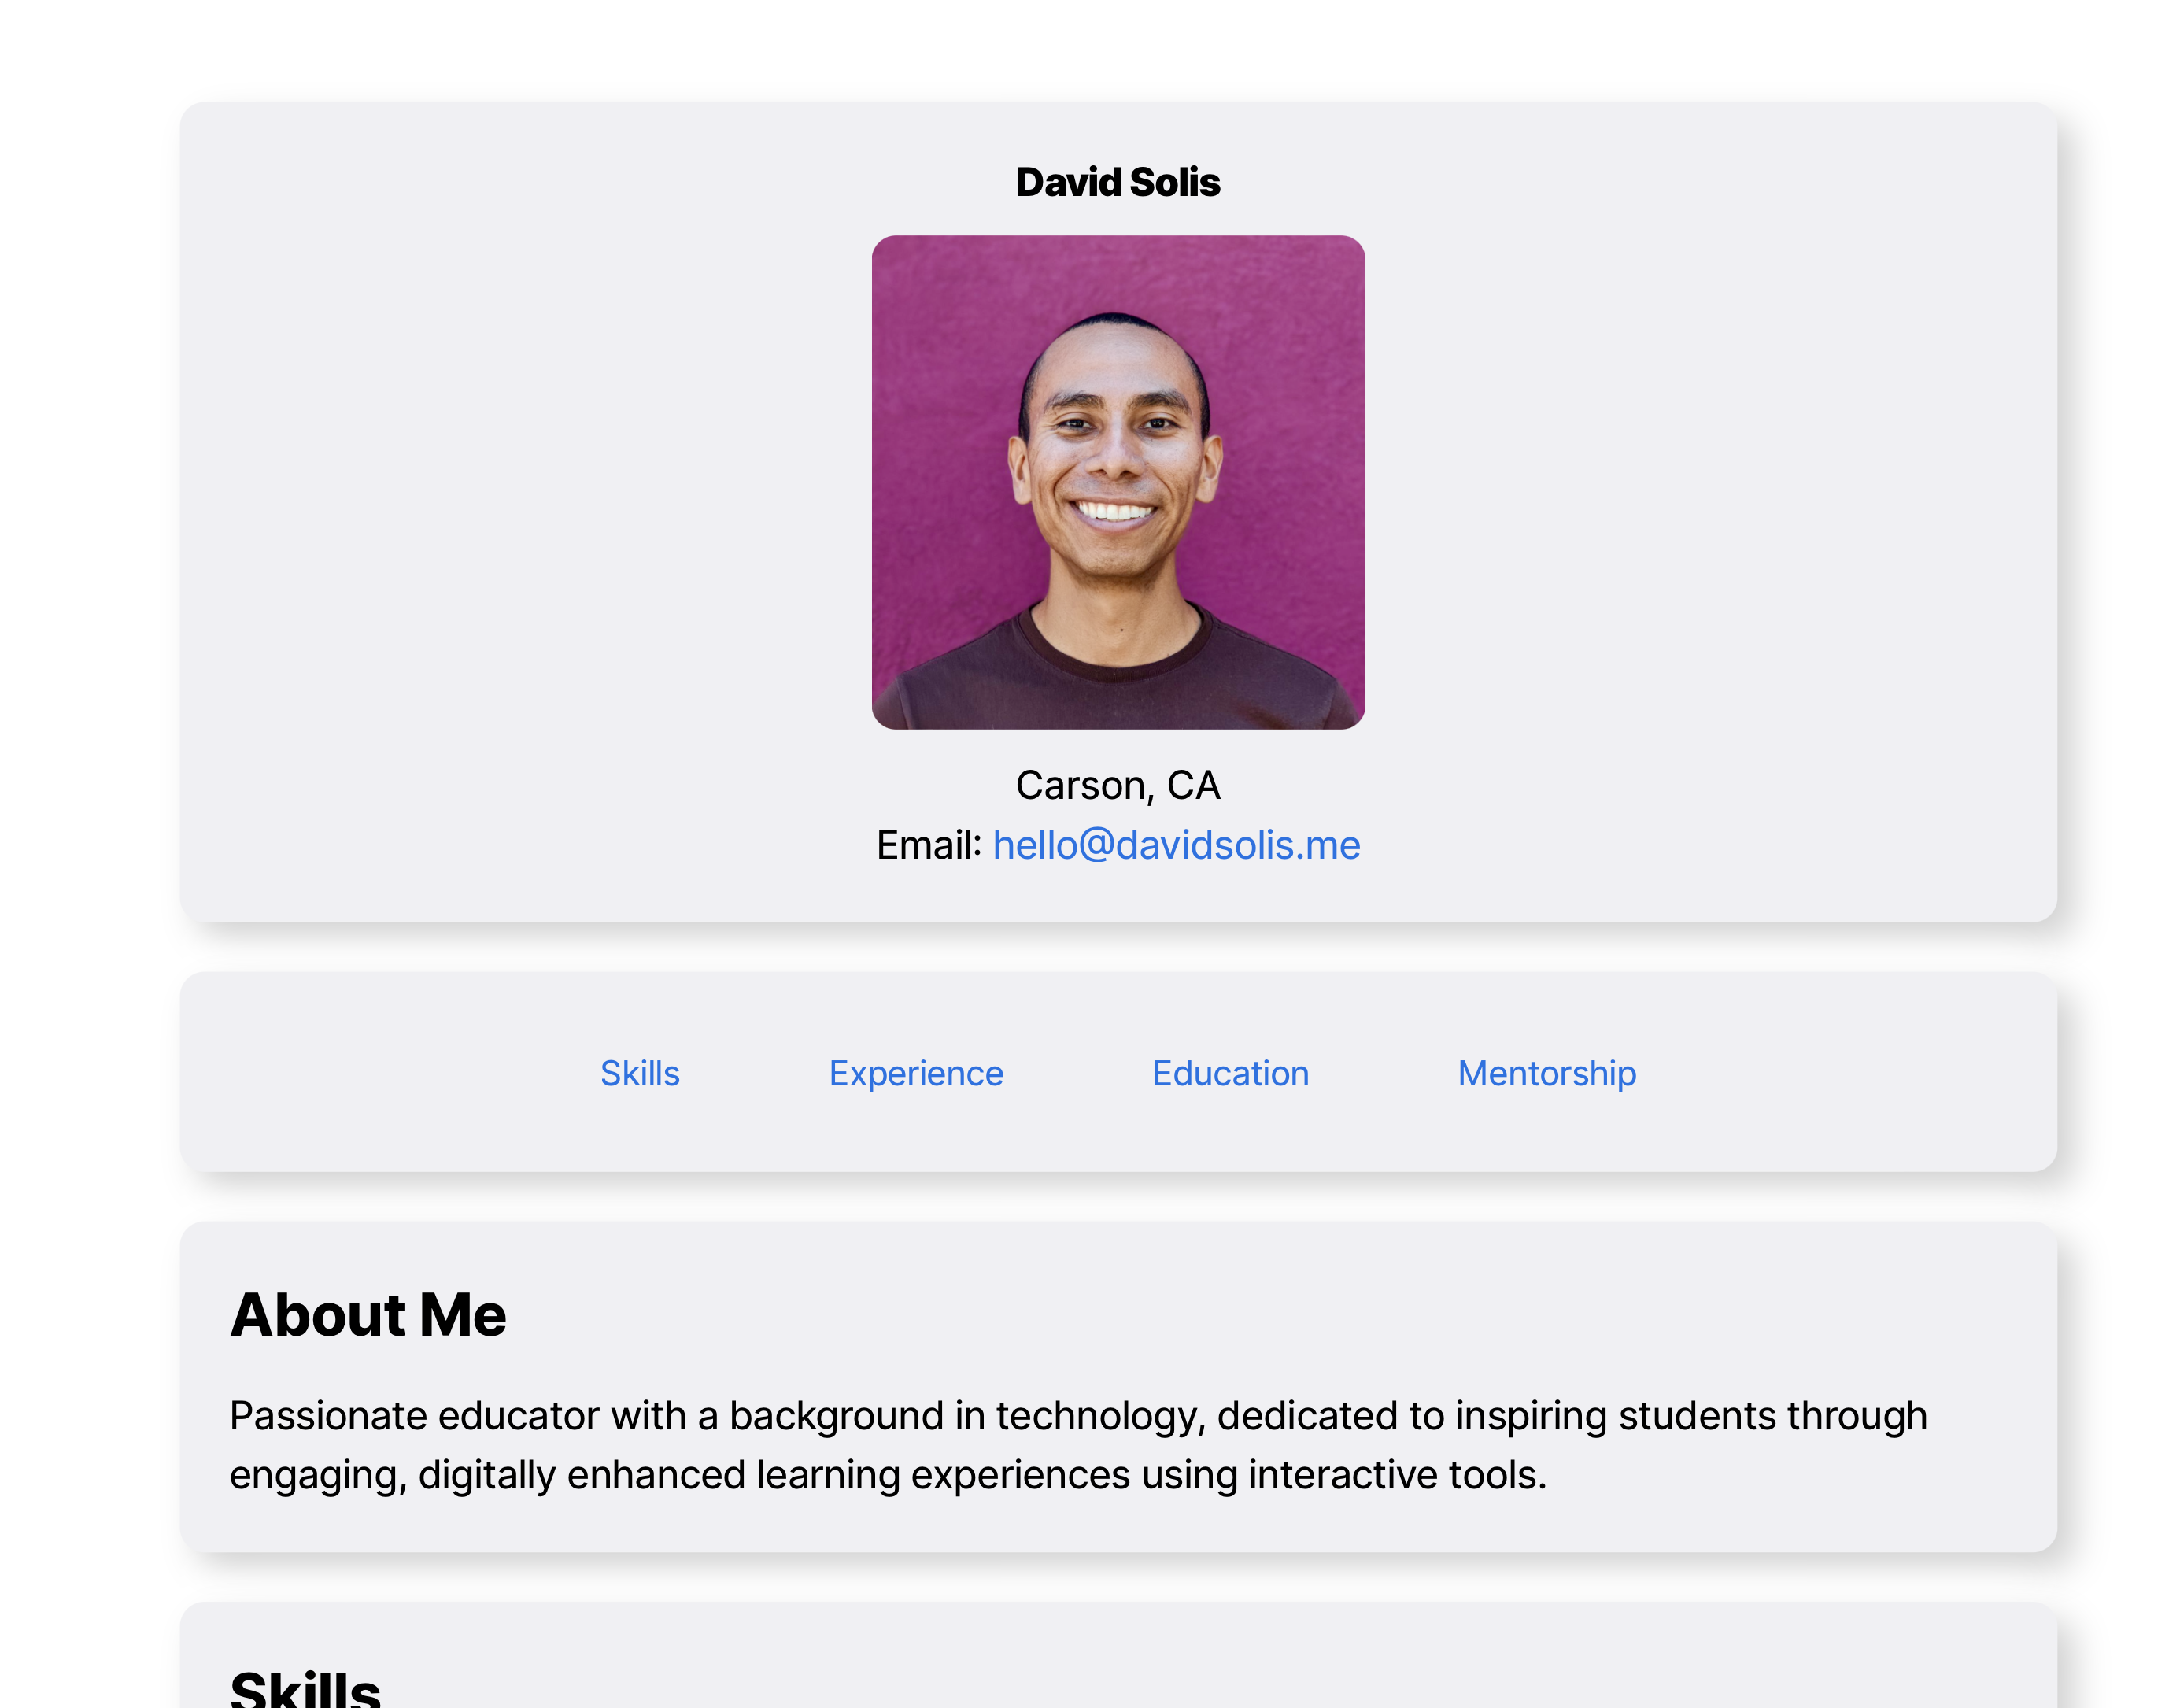 David Solis
Carson, CA
Email: hello@davidsolis.me
Skills Experience Education Mentorship
About Me
Passionate educator with a background in technology, dedicated to inspiring students through
engaging, digitally enhanced learning experiences using interactive tools.
Skills